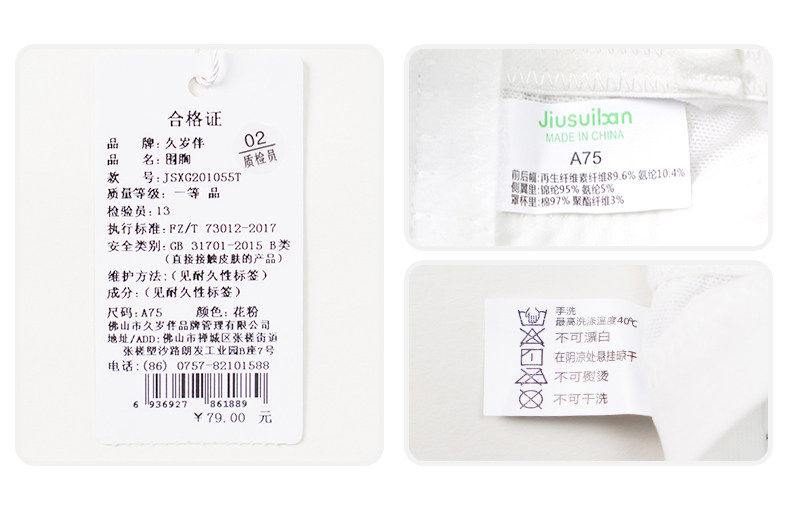 合格证
品 牌:久岁伴
品 名:围胸
款 号:JSXG201055T
02
质检员
质量等级:一等 品
检验员:13
执行标准:FZ/T 73012-2017
安全类别:GB 31701-2015 B类
(直接接触皮肤的产品)
维护方法:(见耐久性标签)
成分:(见耐久性标签)
尺码:A75 颜色:花粉
佛山市久岁伴品牌管理有限公司
地址/ADD:佛山市禅城区张槎街道
张槎塑沙路朗发工业园B座7号
电话:(86) 0757-82101588
6 936927 861889
￥79.00 元
Jiusuiban
MADE IN CHINA
A75
前后幅:再生纤维素纤维89.6% 氨纶10.4%
侧翼里:锦纶95% 氨纶5%
罩杯里:棉97% 聚酯纤维3%
手洗
最高洗涤温度40℃
不可漂白
在阴凉处悬挂晾干
不可熨烫
不可干洗